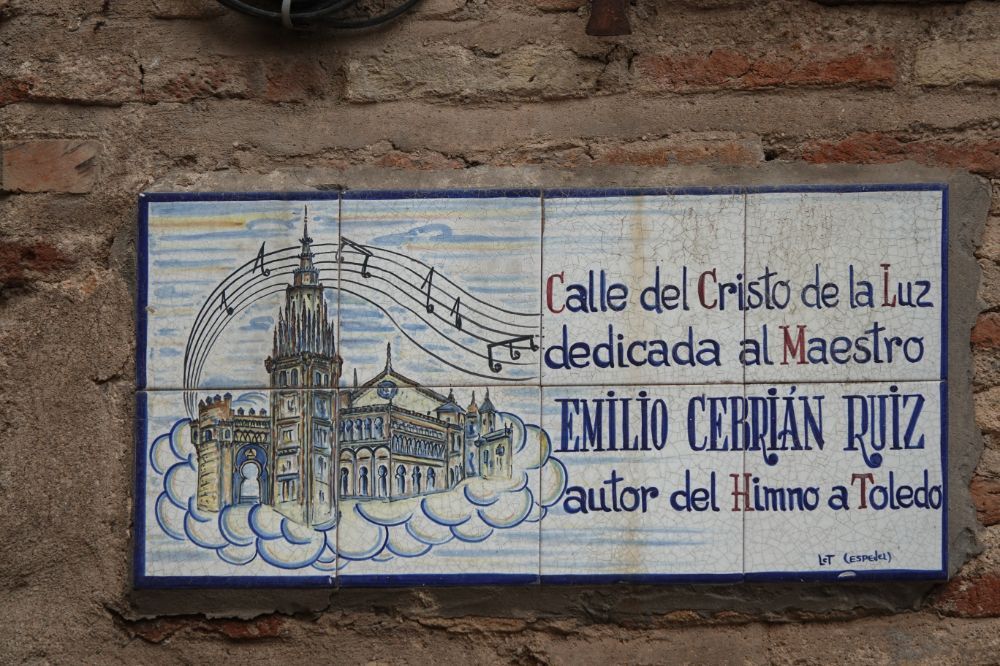 Calle del Cristo de la Luz
dedicada al Maestro
EMILIO CEBRIÁN RUIZ
autor del Himno a Toledo